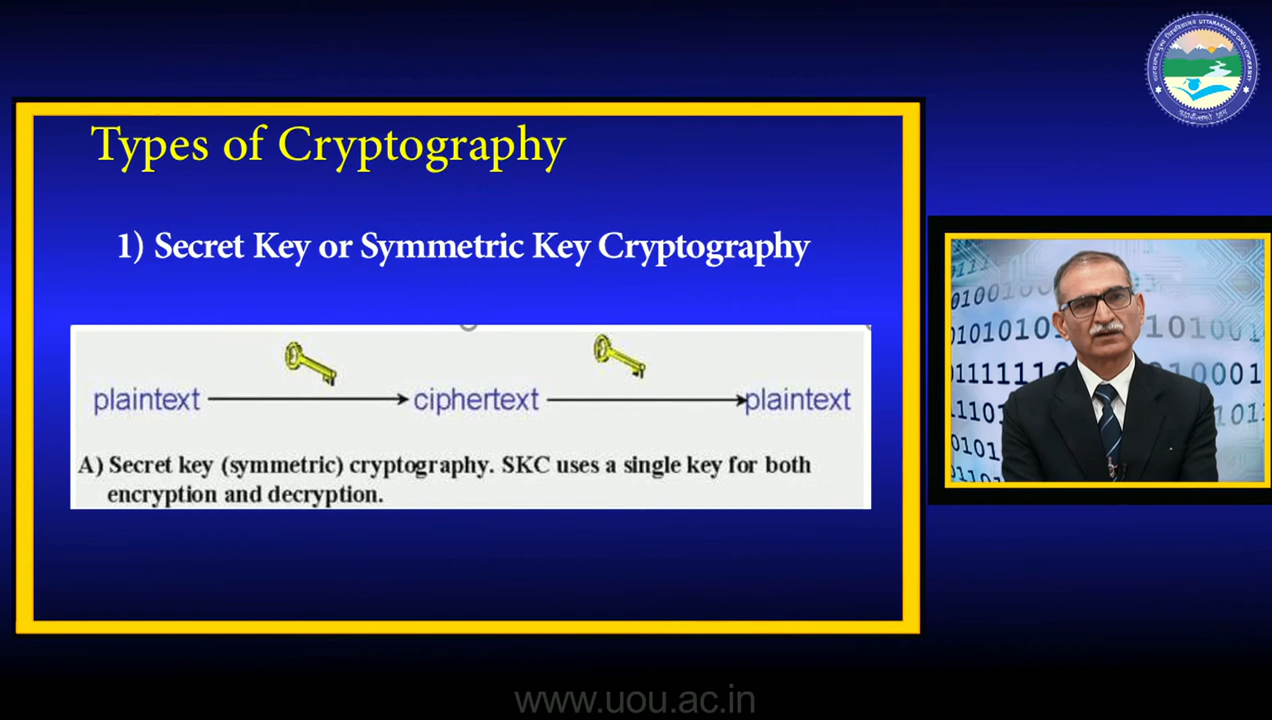 Types of Cryptography
1) Secret Key or Symmetric Key Cryptography
plaintext ciphertext plaintext
A) Secret key (symmetric) cryptography. SKC uses a single key for both
encryption and decryption.
www.uou.ac.in